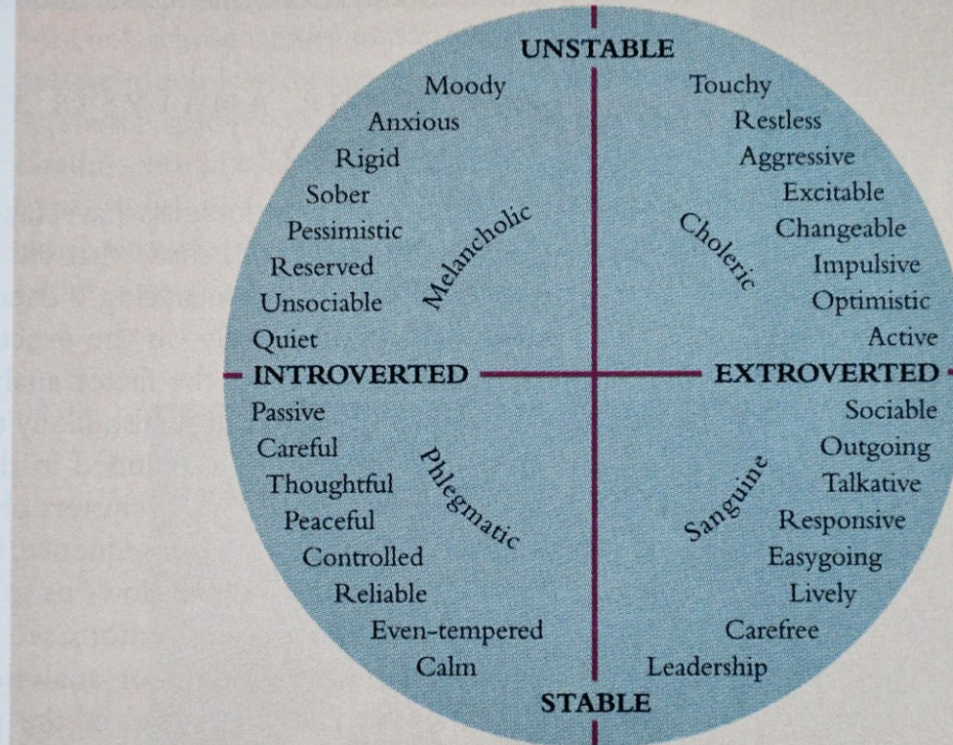 UNSTABLE
Moody
Anxious
Rigid
Sober
Pessimistic
Reserved
Unsociable
Quiet
Melancholic
Touchy
Restless
Aggressive
Excitable
Changeable
Impulsive
Optimistic
Active
Choleric
INTROVERTED
EXTROVERTED
Passive
Careful
Thoughtful
Peaceful
Controlled
Reliable
Even-tempered
Calm
Phlegmatic
Sociable
Outgoing
Talkative
Responsive
Easygoing
Lively
Carefree
Leadership
Sanguine
STABLE